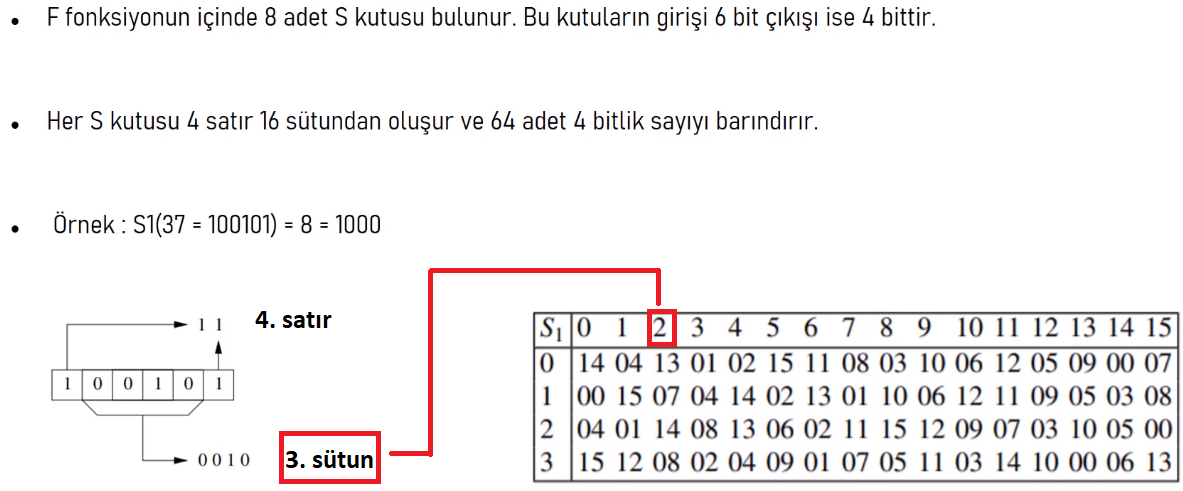 • F fonksiyonun içinde 8 adet S kutusu bulunur. Bu kutuların girişi 6 bit çıkışı ise 4 bittir.
• Her S kutusu 4 satır 16 sütundan oluşur ve 64 adet 4 bitlik sayıyı barındırır.
• Örnek : S1(37 = 100101) = 8 = 1000
1 1 4. satır
1 0 0 1 0 1
0 0 1 0 3. sütun
S1 0 1 2 3 4 5 6 7 8 9 10 11 12 13 14 15
0 14 04 13 01 02 15 11 08 03 10 06 12 05 09 00 07
1 00 15 07 04 14 02 13 01 10 06 12 11 09 05 03 08
2 04 01 14 08 13 06 02 11 15 12 09 07 03 10 05 00
3 15 12 08 02 04 09 01 07 05 11 03 14 10 00 06 13